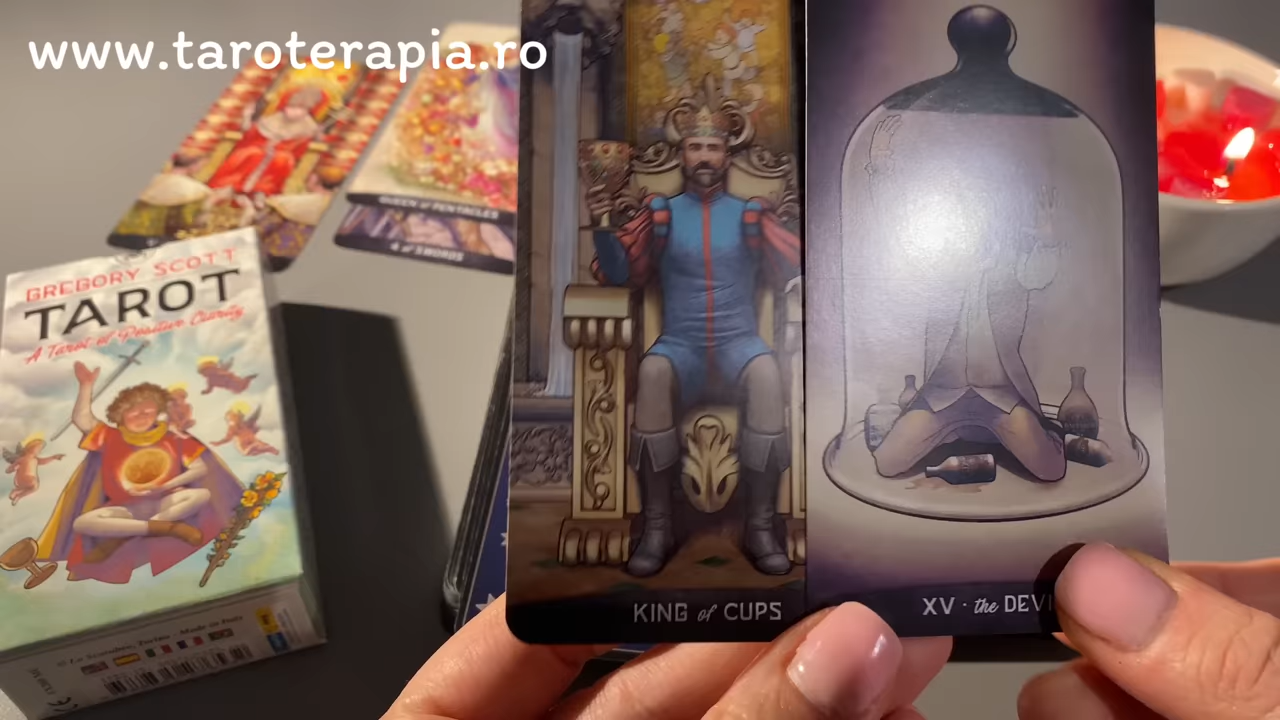 www.taroterapia.ro
QUEEN of PENTACLES
4 of SWORDS
GREGORY SCOTT
TAROT
A Tarot of Positive Clarity
KING of CUPS
XV · the DEVI